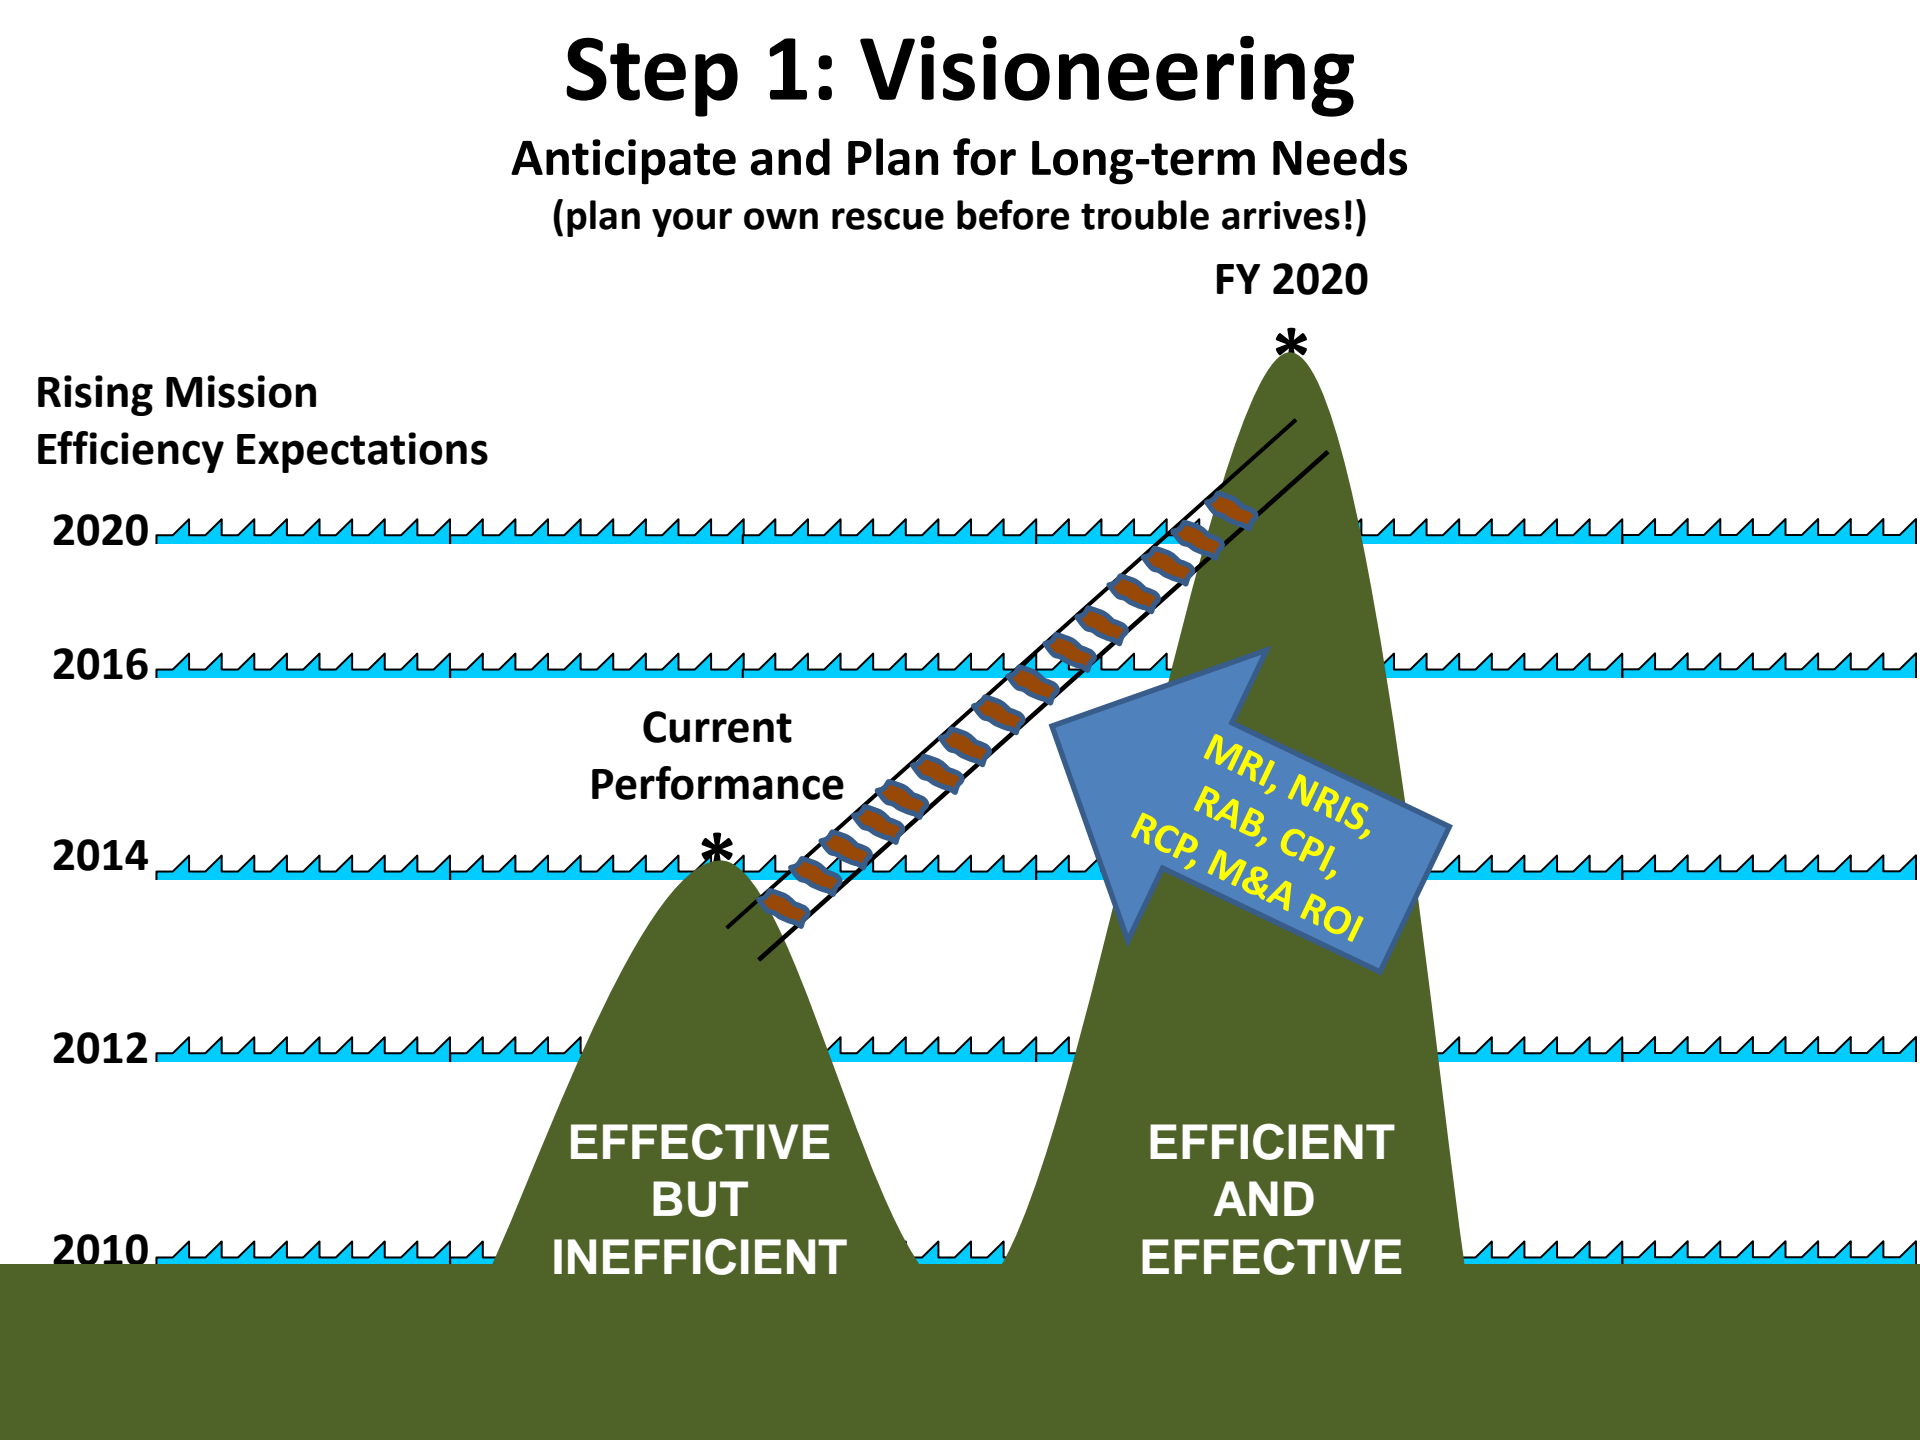 Step 1: Visioneering
Anticipate and Plan for Long-term Needs
(plan your own rescue before trouble arrives!)
FY 2020
*
Rising Mission
Efficiency Expectations
2020
2016
Current
Performance
*
MRI, NRIS,
RAB, CPI,
RCP, M&A ROI
2014
2012
EFFECTIVE
BUT
INEFFICIENT
EFFICIENT
AND
EFFECTIVE
2010